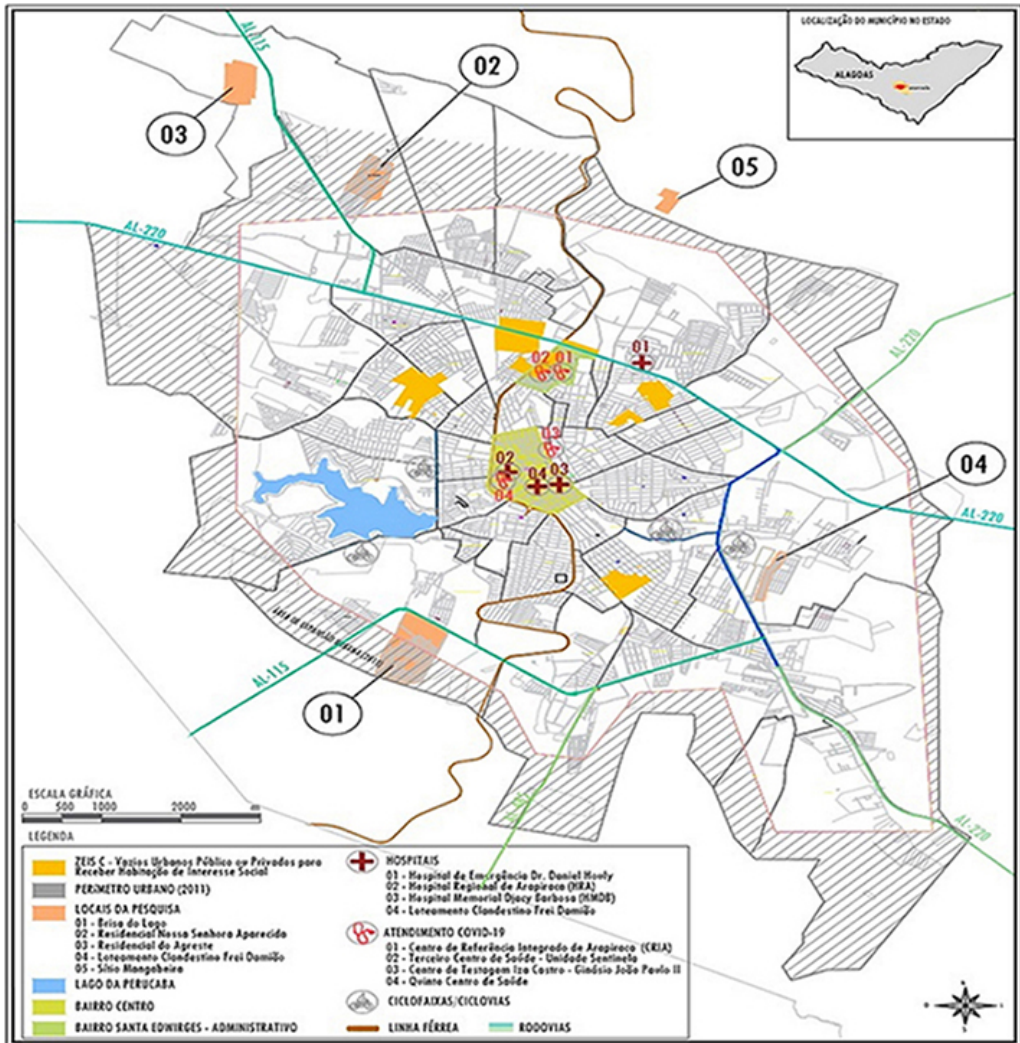 LOCALIZAÇÃO DO MUNICÍPIO NO ESTADO
ALAGOAS
AL-115
02
03
05
AL-220
AL-220
01
02 01
03
02
04 03
04
04
AL-220
ÁREA DE EXPANSÃO URBANA (2011)
AL-115
01
AL-220
ESCALA GRÁFICA
0 500 1000 2000 m
LEGENDA
ZEIS C - Vazios Urbanos Público ou Privados para
Receber Habitação de Interesse Social
PERÍMETRO URBANO (2011)
LOCAIS DA PESQUISA
01 - Brisa do Lago
02 - Residencial Nossa Senhora Aparecida
03 - Residencial do Agreste
04 - Loteamento Clandestino Frei Damião
05 - Sítio Mangabeira
LAGO DA PERUCABA
BAIRRO CENTRO
BAIRRO SANTA EDWIRGES - ADMINISTRATIVO
HOSPITAIS
01 - Hospital de Emergência Dr. Daniel Houly
02 - Hospital Regional de Arapiraca (HRA)
03 - Hospital Memorial Djacy Barbosa (HMDB)
04 - Loteamento Clandestino Frei Damião
ATENDIMENTO COVID-19
01 - Centro de Referência Integrado de Arapiraca (CRIA)
02 - Terceiro Centro de Saúde - Unidade Sentinela
03 - Centro de Testagem Iza Castro - Ginásio João Paulo II
04 - Quinto Centro de Saúde
CICLOFAIXAS/CICLOVIAS
LINHA FÉRREA
RODOVIAS